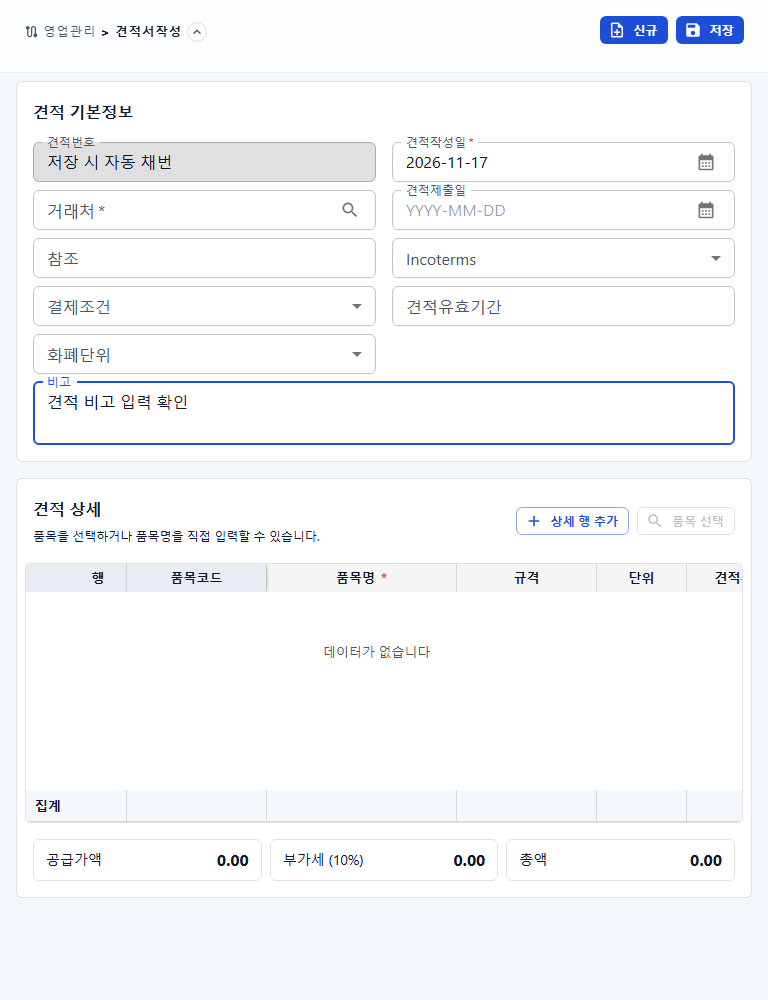 영업관리 > 견적서작성
신규
저장
견적 기본정보
견적번호
저장 시 자동 채번
견적작성일 *
2026-11-17
거래처 *
견적제출일
YYYY-MM-DD
참조
Incoterms
결제조건
견적유효기간
화폐단위
비고
견적 비고 입력 확인
견적 상세
품목을 선택하거나 품목명을 직접 입력할 수 있습니다.
상세 행 추가
품목 선택
행 품목코드 품목명 * 규격 단위 견적
데이터가 없습니다
집계
공급가액 0.00
부가세 (10%) 0.00
총액 0.00